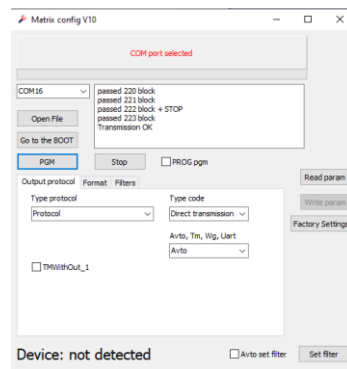 Matrix config V10
COM port selected
COM16
passed 220 block
passed 221 block
passed 222 block + STOP
passed 223 block
Transmission OK
Open File
Go to the BOOT
PGM
Stop
PROG pgm
Read param
Output protocol Format Filters
Write param
Type protocol Type code
Protocol Direct transmission
Factory Settings
Avto, Tm, Wg, Uart
Avto
TMWithOut_1
Device: not detected
Avto set filter
Set filter